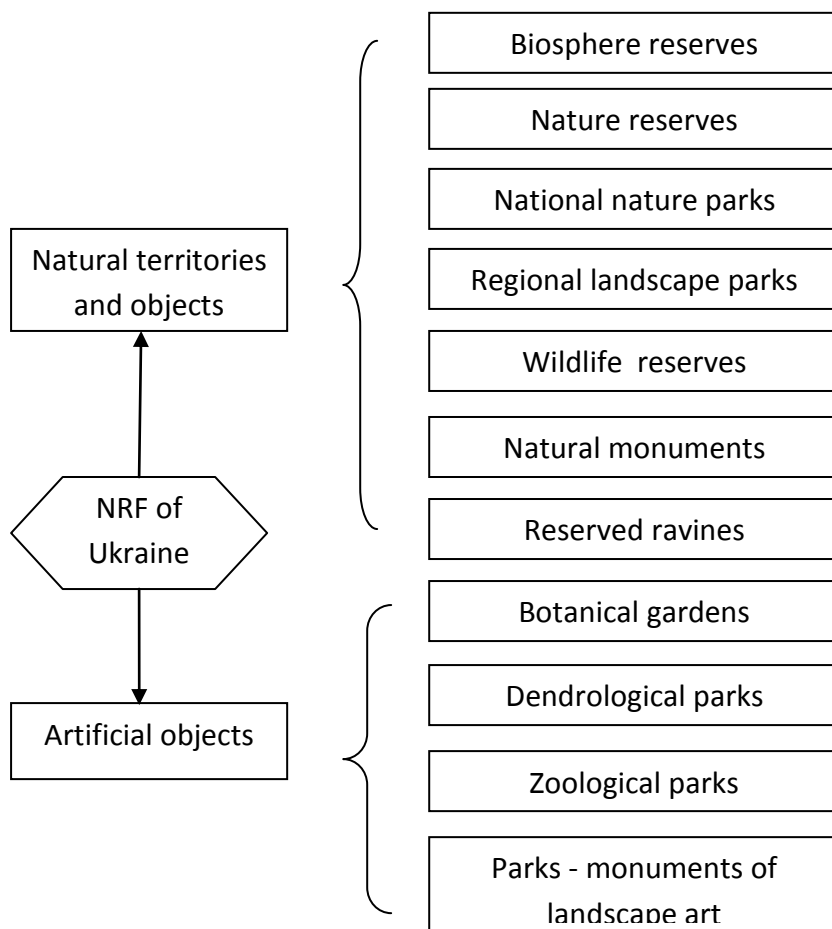 Biosphere reserves
Nature reserves
National nature parks
Natural territories
and objects
Regional landscape parks
Wildlife  reserves
Natural monuments
NRF of
Ukraine
Reserved ravines
Botanical gardens
Dendrological parks
Artificial objects
Zoological parks
Parks - monuments of
landscape art